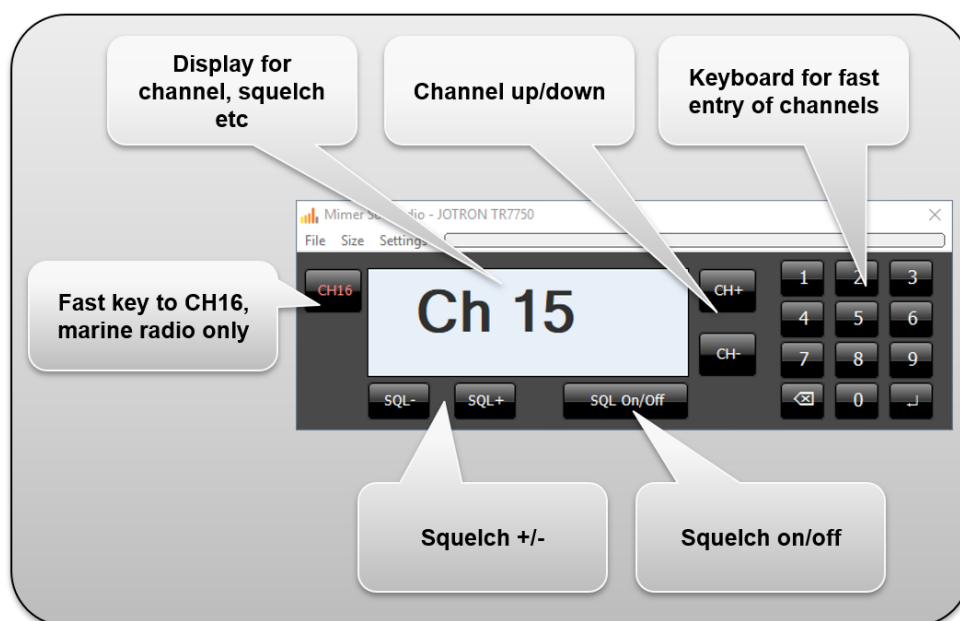 Display for
channel, squelch
etc
Channel up/down
Keyboard for fast
entry of channels
Mimer - JOTRON TR7750
File Size Settings
Fast key to CH16,
marine radio only
CH16
Ch 15
CH+
CH-
1 2 3
4 5 6
7 8 9
0
SQL- SQL+ SQL On/Off
Squelch +/-
Squelch on/off